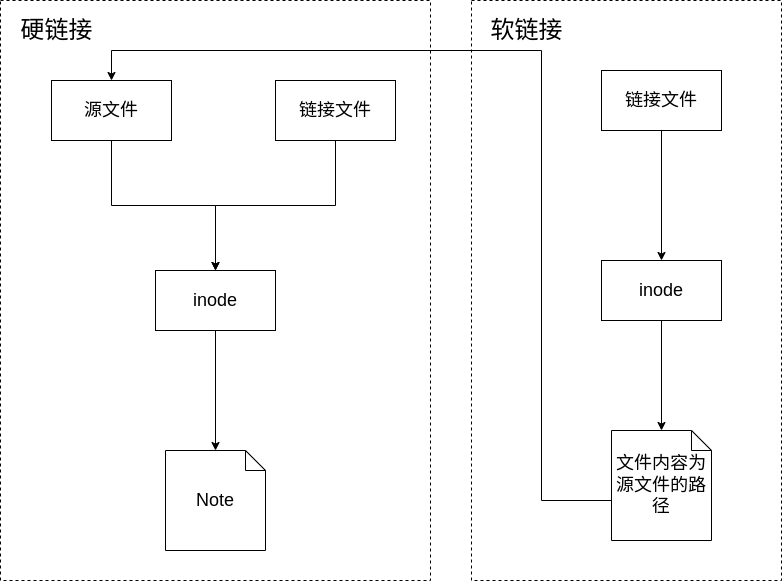 硬链接
软链接
源文件
链接文件
链接文件
inode
inode
Note
文件内容为
源文件的路
径